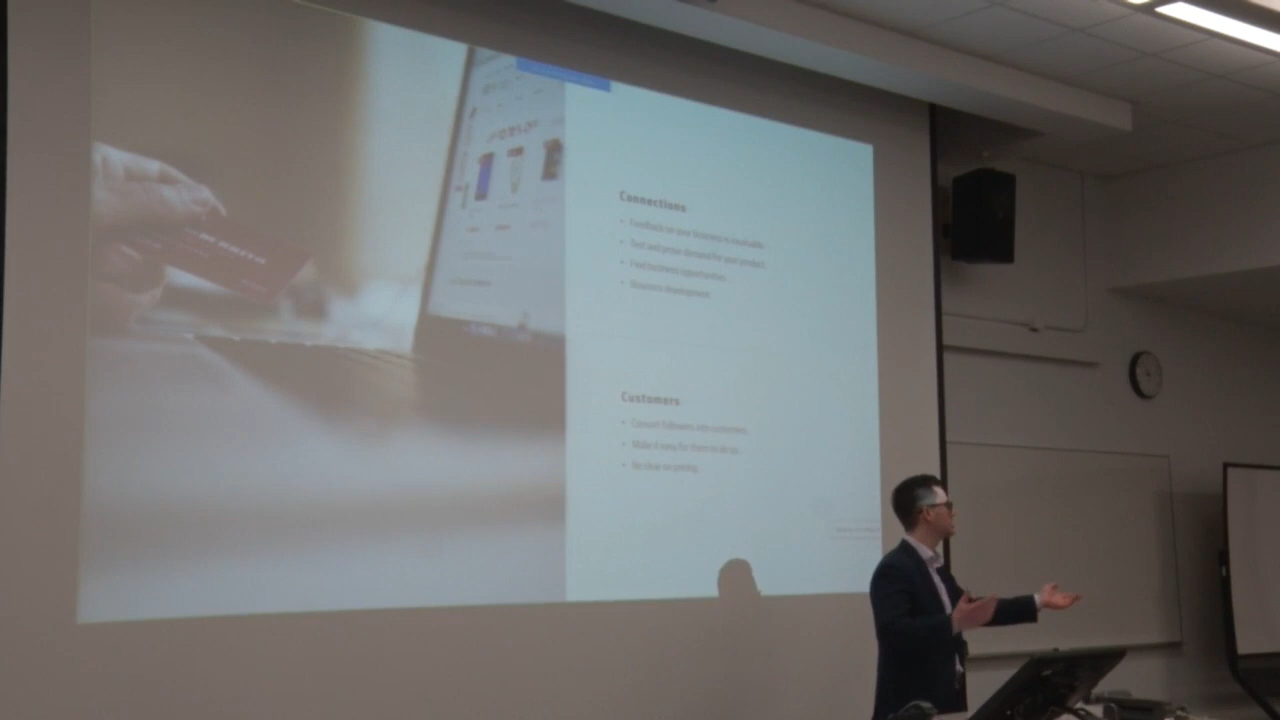 Connections
• Feedback on your business is invaluable.
• Test and prove demand for your product.
• Find business opportunities.
• Business development.
Customers
• Convert followers into customers.
• Make it easy for them to do so.
• Be clear on pricing.